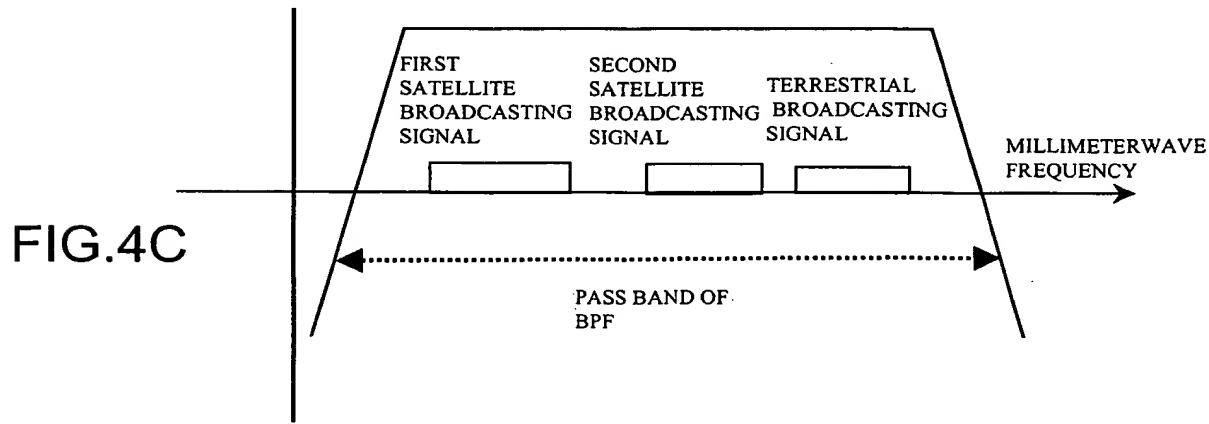 FIRST
SATELLITE
BROADCASTING
SIGNAL
SECOND
SATELLITE
BROADCASTING
SIGNAL
TERRESTRIAL
BROADCASTING
SIGNAL
MILLIMETERWAVE
FREQUENCY
FIG.4C
PASS BAND OF
BPF